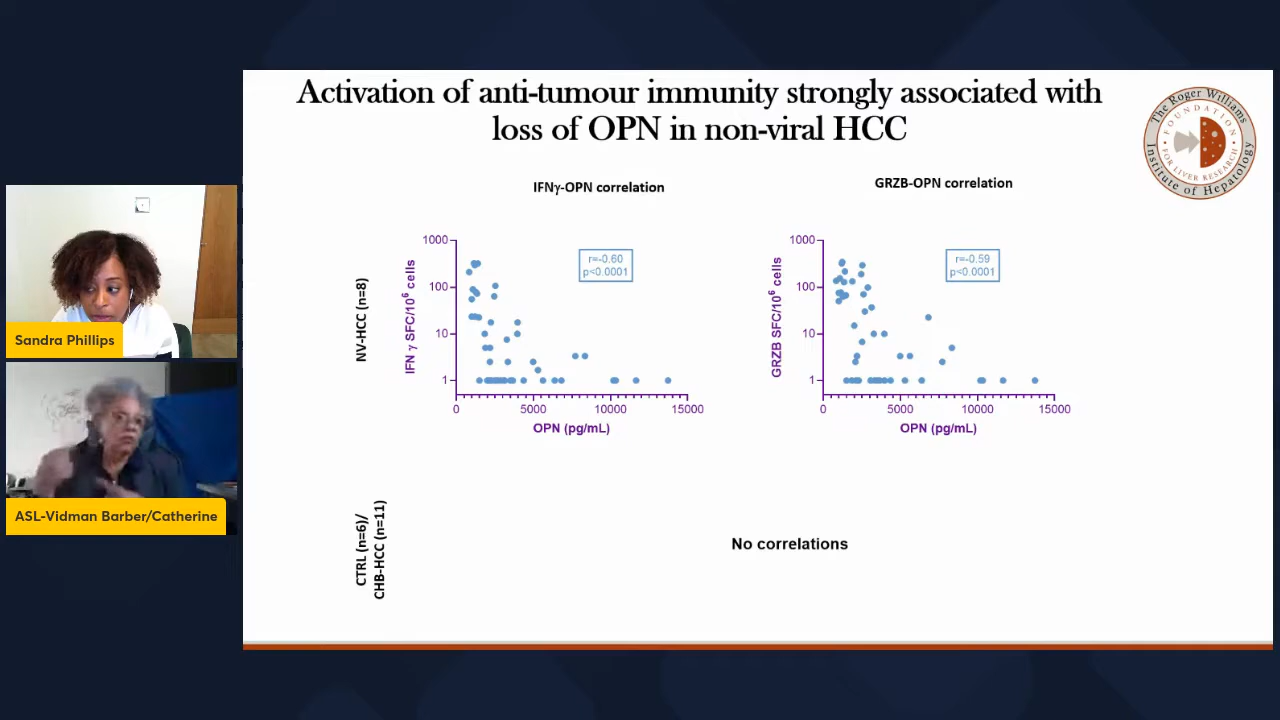 Activation of anti-tumour immunity strongly associated with
loss of OPN in non-viral HCC
The Roger Williams
Institute of Hepatology
FOUNDATION
FOR LIVER RESEARCH
IFNγ-OPN correlation
GRZB-OPN correlation
NV-HCC (n=8)
IFN γ SFC/10⁶ cells
1000
100
10
1
r=-0.60
p<0.0001
0
5000
10000
15000
OPN (pg/mL)
GRZB SFC/10⁶ cells
1000
100
10
1
r=-0.59
p<0.0001
0
5000
10000
15000
OPN (pg/mL)
CTRL (n=6)/
CHB-HCC (n=11)
No correlations
Sandra Phillips
ASL-Vidman Barber/Catherine